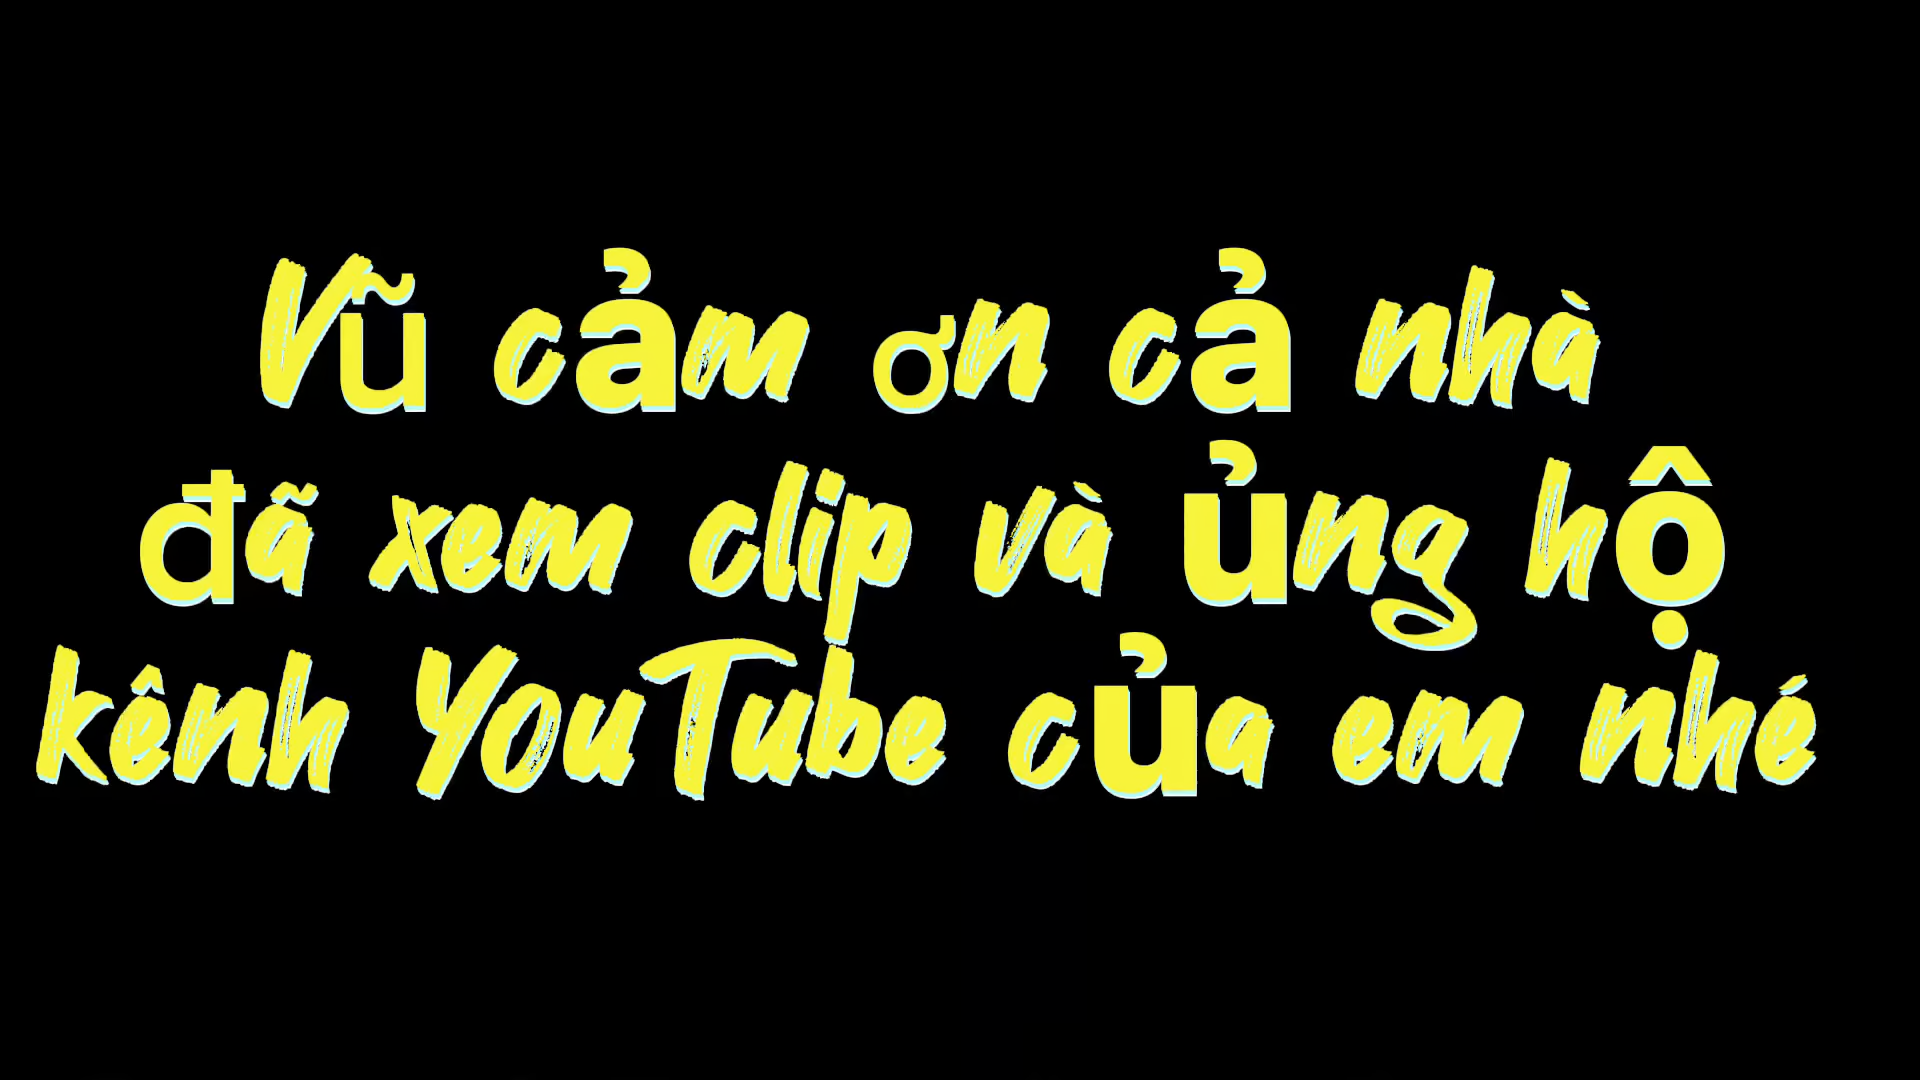 Vũ cảm ơn cả nhà
đã xem clip và ủng hộ
kênh YouTube của em nhé